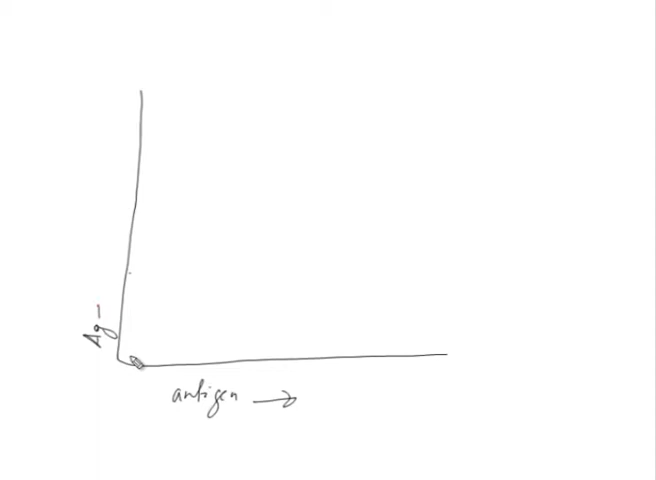 Ag-
antigen →